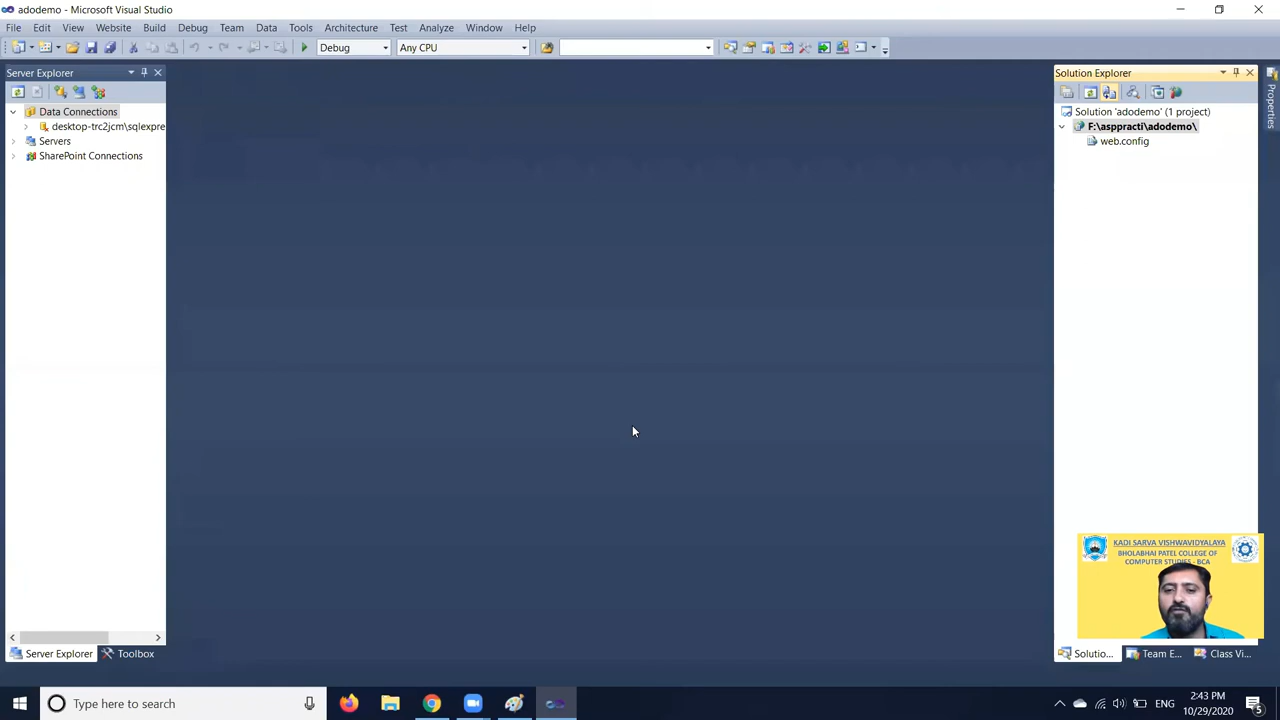 adodemo - Microsoft Visual Studio
File Edit View Website Build Debug Team Data Tools Architecture Test Analyze Window Help
Debug Any CPU
Server Explorer
Solution Explorer
Data Connections
desktop-trc2jcm\sqlexpre
Servers
SharePoint Connections
Solution 'adodemo' (1 project)
F:\asppracti\adodemo\
web.config
Properties
KADI SARVA VISHWAVIDYALAYA
BHOLABHAI PATEL COLLEGE OF
COMPUTER STUDIES - BCA
Server Explorer Toolbox
Solutio... Team E... Class Vi...
Type here to search
ENG
2:43 PM
10/29/2020
5